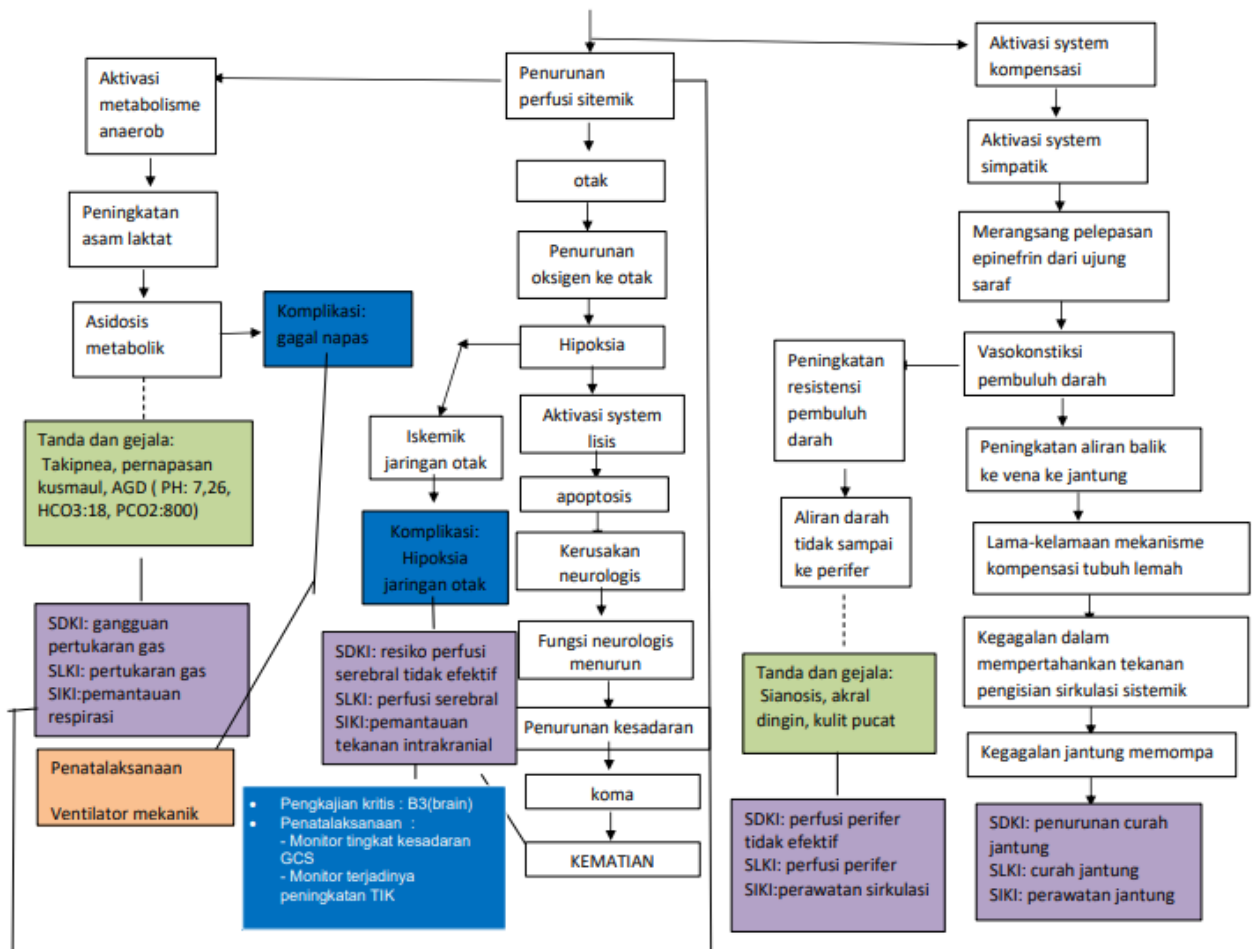 Aktivasi
metabolisme
anaerob
Peningkatan
asam laktat
Asidosis
metabolik
Komplikasi:
gagal napas
Tanda dan gejala:
Takipnea, pernapasan
kusmaul, AGD ( PH: 7,26,
HCO3:18, PCO2:800)
SDKI: gangguan
pertukaran gas
SLKI: pertukaran gas
SIKI:pemantauan
respirasi
Penatalaksanaan
Ventilator mekanik
Penurunan
perfusi sitemik
otak
Penurunan
oksigen ke otak
Hipoksia
Iskemik
jaringan otak
Komplikasi:
Hipoksia
jaringan otak
SDKI: resiko perfusi
serebral tidak efektif
SLKI: perfusi serebral
SIKI:pemantauan
tekanan intrakranial
• Pengkajian kritis : B3(brain)
• Penatalaksanaan :
- Monitor tingkat kesadaran
GCS
- Monitor terjadinya
peningkatan TIK
Aktivasi system
lisis
apoptosis
Kerusakan
neurologis
Fungsi neurologis
menurun
Penurunan kesadaran
koma
KEMATIAN
Aktivasi system
kompensasi
Aktivasi system
simpatik
Merangsang pelepasan
epinefrin dari ujung
saraf
Vasokonstiksi
pembuluh darah
Peningkatan
resistensi
pembuluh
darah
Aliran darah
tidak sampai
ke perifer
Tanda dan gejala:
Sianosis, akral
dingin, kulit pucat
SDKI: perfusi perifer
tidak efektif
SLKI: perfusi perifer
SIKI:perawatan sirkulasi
Peningkatan aliran balik
ke vena ke jantung
Lama-kelamaan mekanisme
kompensasi tubuh lemah
Kegagalan dalam
mempertahankan tekanan
pengisian sirkulasi sistemik
Kegagalan jantung memompa
SDKI: penurunan curah
jantung
SLKI: curah jantung
SIKI: perawatan jantung